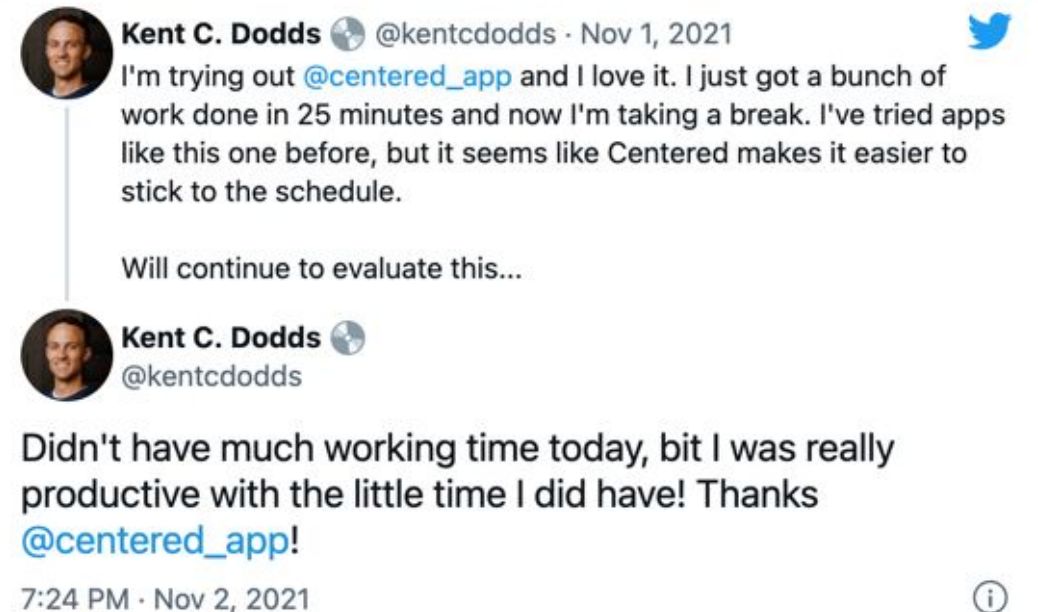 Kent C. Dodds @kentcdodds · Nov 1, 2021
I'm trying out @centered_app and I love it. I just got a bunch of
work done in 25 minutes and now I'm taking a break. I've tried apps
like this one before, but it seems like Centered makes it easier to
stick to the schedule.
Will continue to evaluate this...
Kent C. Dodds
@kentcdodds
Didn't have much working time today, bit I was really
productive with the little time I did have! Thanks
@centered_app!
7:24 PM · Nov 2, 2021